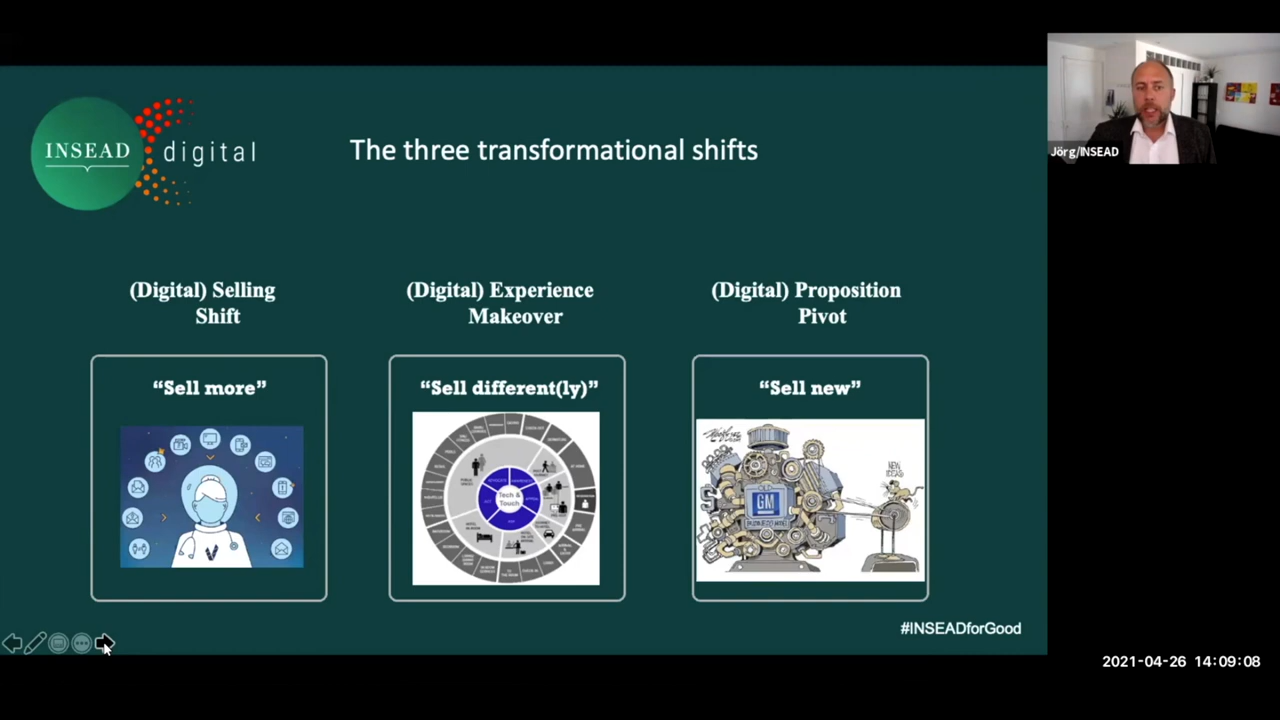 INSEAD
digital
The three transformational shifts
Jörg/INSEAD
(Digital) Selling
Shift
(Digital) Experience
Makeover
(Digital) Proposition
Pivot
“Sell more”
“Sell different(ly)”
Tech &
Touch
“Sell new”
GM
NEW
IDEAS
#INSEADforGood
2021-04-26 14:09:08